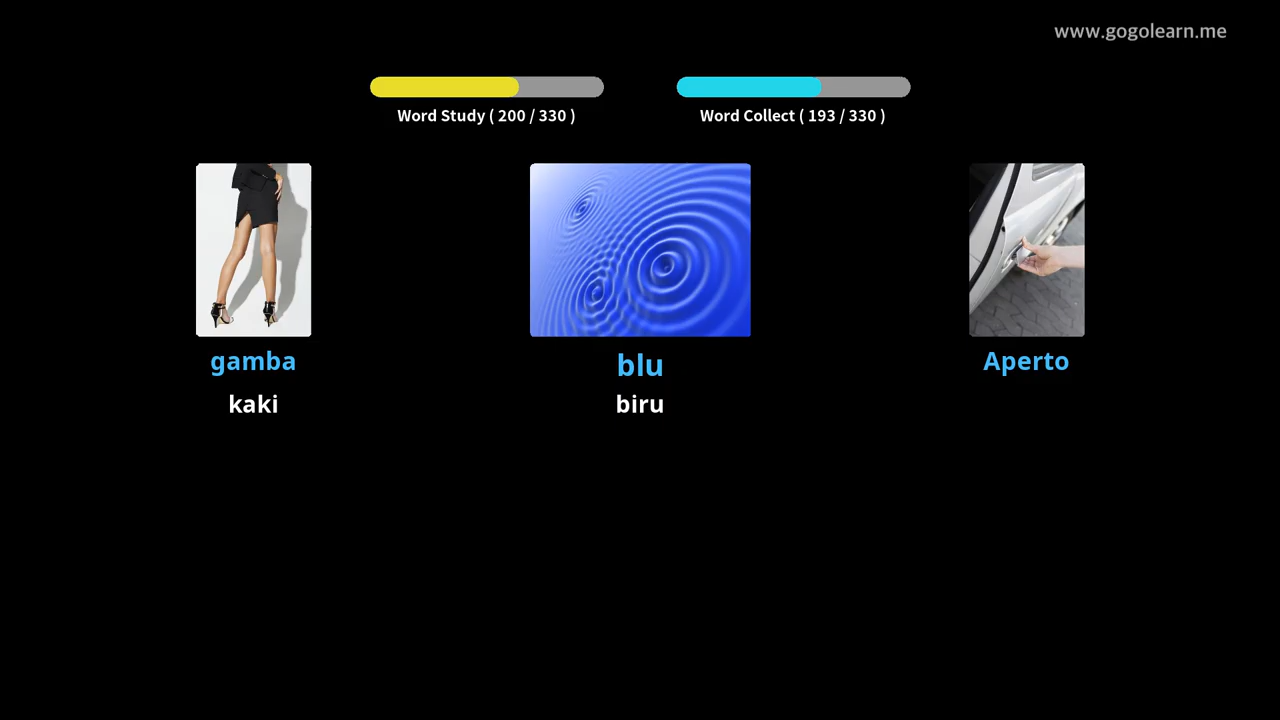 www.gogolearn.me
Word Study ( 200 / 330 )
Word Collect ( 193 / 330 )
gamba
kaki
blu
biru
Aperto